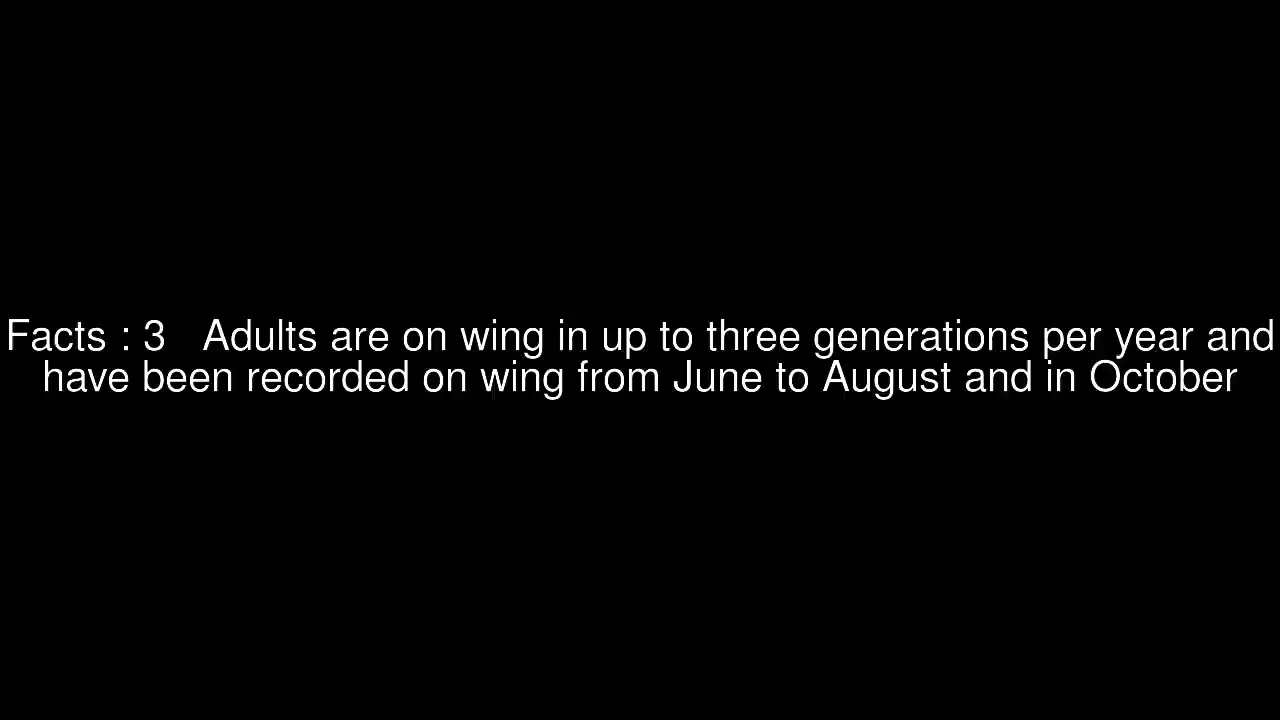 Facts : 3   Adults are on wing in up to three generations per year and
have been recorded on wing from June to August and in October